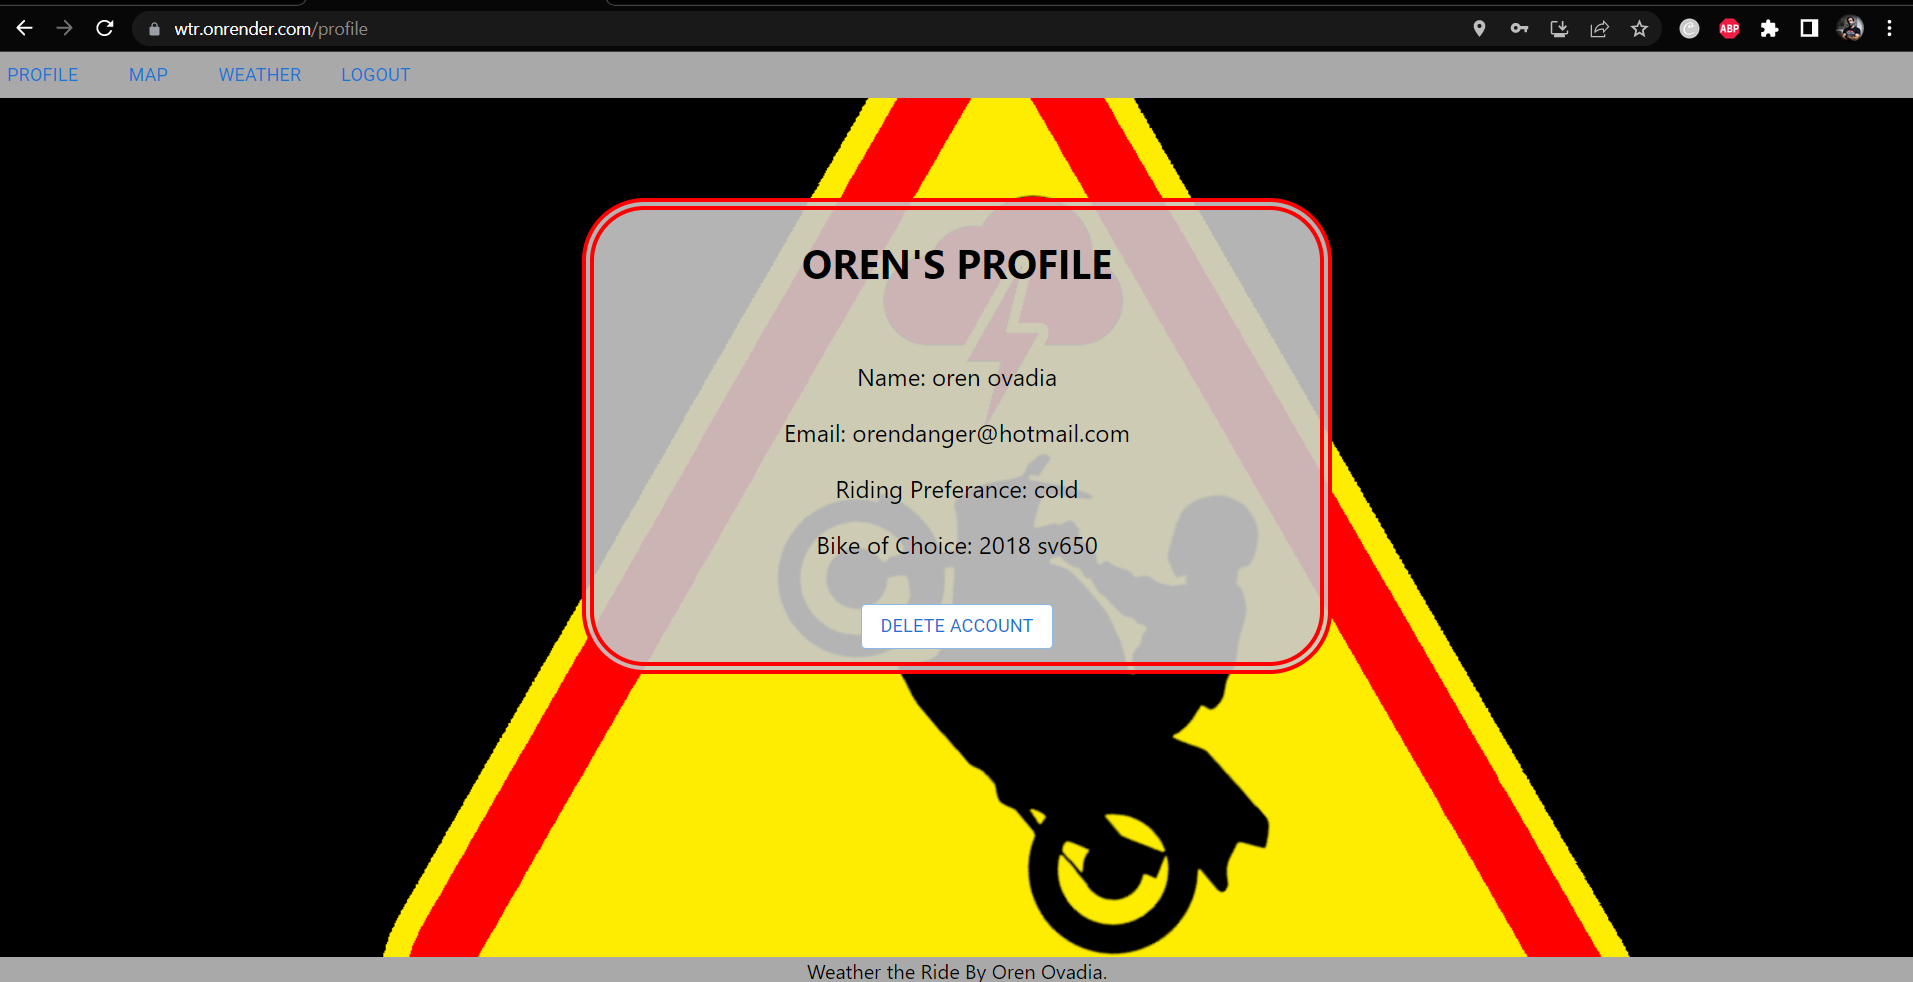 wtr.onrender.com/profile
ABP
PROFILE MAP WEATHER LOGOUT
OREN'S PROFILE
Name: oren ovadia
Email: orendanger@hotmail.com
Riding Preferance: cold
Bike of Choice: 2018 sv650
DELETE ACCOUNT
Weather the Ride By Oren Ovadia.